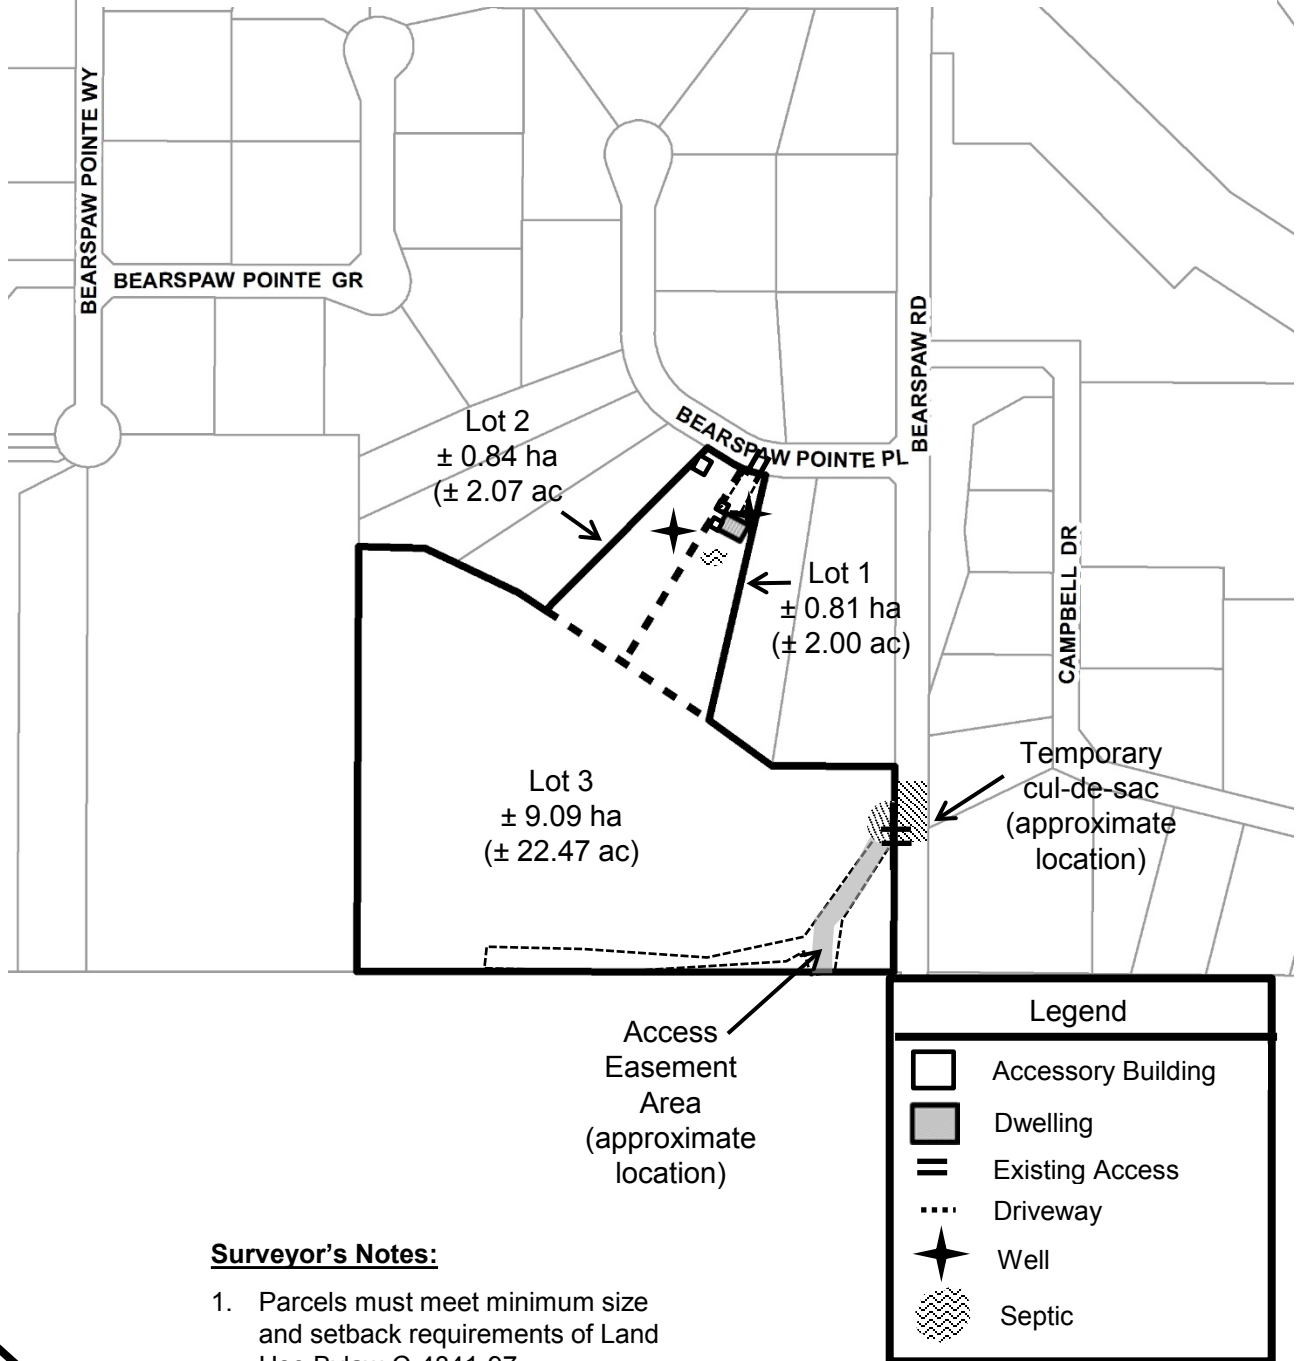 BEARSPAW POINTE WY
BEARSPAW POINTE GR
BEARSPAW RD
BEARSPAW POINTE PL
CAMPBELL DR
Lot 2
± 0.84 ha
(± 2.07 ac
Lot 1
± 0.81 ha
(± 2.00 ac)
Lot 3
± 9.09 ha
(± 22.47 ac)
Temporary
cul-de-sac
(approximate
location)
Access
Easement
Area
(approximate
location)
Legend
Accessory Building
Dwelling
Existing Access
Driveway
Well
Septic
Surveyor's Notes:
1. Parcels must meet minimum size
and setback requirements of Land